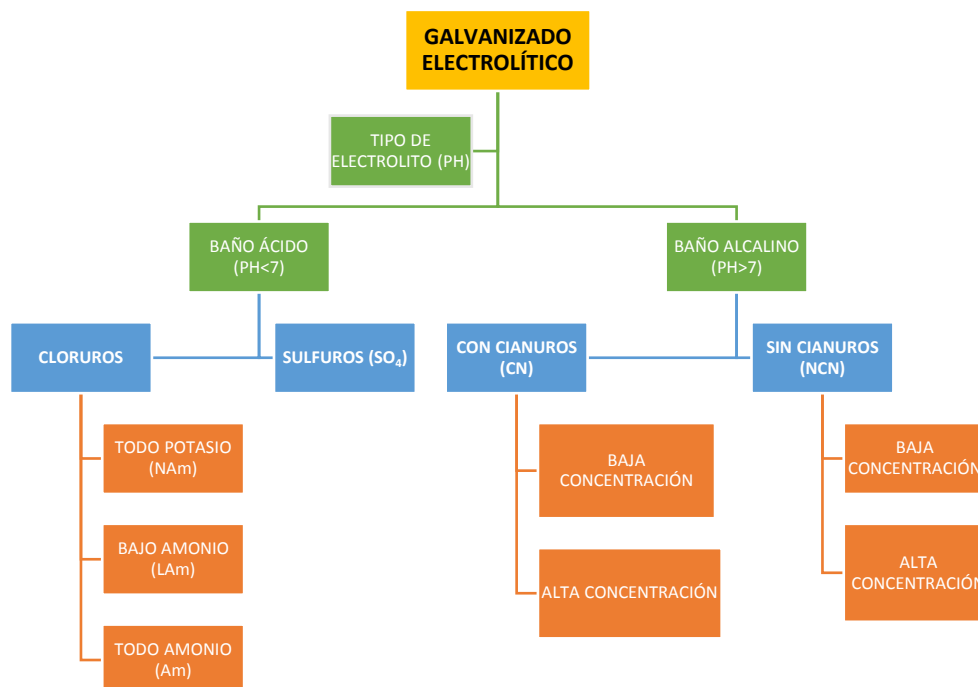 GALVANIZADO
ELECTROLÍTICO
TIPO DE
ELECTROLITO (PH)
BAÑO ÁCIDO
(PH<7)
BAÑO ALCALINO
(PH>7)
CLORUROS
SULFUROS (SO₄)
CON CIANUROS
(CN)
SIN CIANUROS
(NCN)
TODO POTASIO
(NAm)
BAJO AMONIO
(LAm)
TODO AMONIO
(Am)
BAJA
CONCENTRACIÓN
ALTA CONCENTRACIÓN
BAJA
CONCENTRACIÓN
ALTA
CONCENTRACIÓN